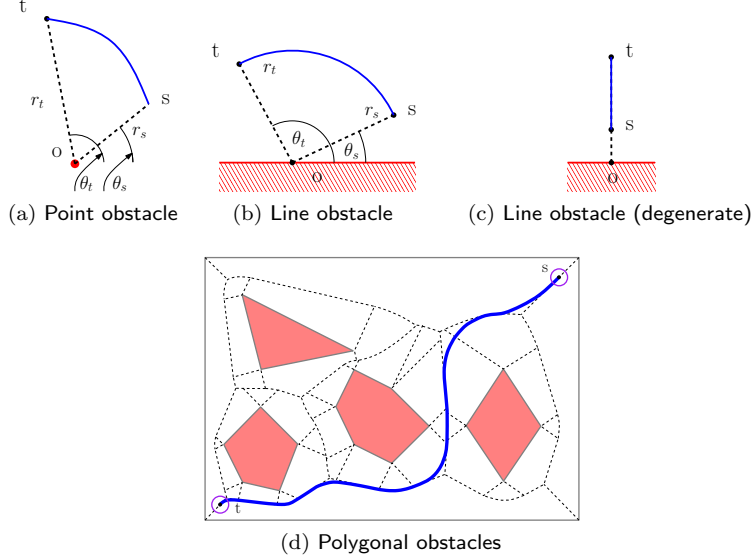 t
s
r_t
r_s
o
θ_t
θ_s
(a) Point obstacle
t
r_t
r_s
s
θ_t
θ_s
o
(b) Line obstacle
t
s
o
(c) Line obstacle (degenerate)
s
t
(d) Polygonal obstacles